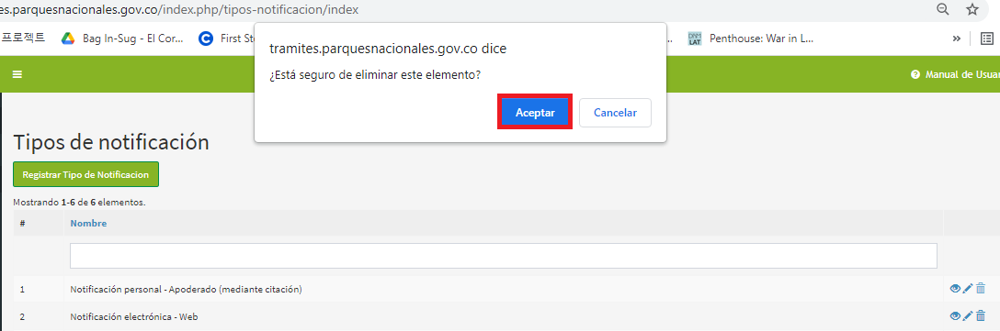 es.parquesnacionales.gov.co/index.php/tipos-notificacion/index
프로젝트 Bag In-Sug - El Cor... First Ste ... Penthouse: War in L... »
tramites.parquesnacionales.gov.co dice
¿Está seguro de eliminar este elemento?
Aceptar Cancelar
Manual de Usuar
Tipos de notificación
Registrar Tipo de Notificacion
Mostrando 1-6 de 6 elementos.
# Nombre
1 Notificación personal - Apoderado (mediante citación)
2 Notificación electrónica - Web